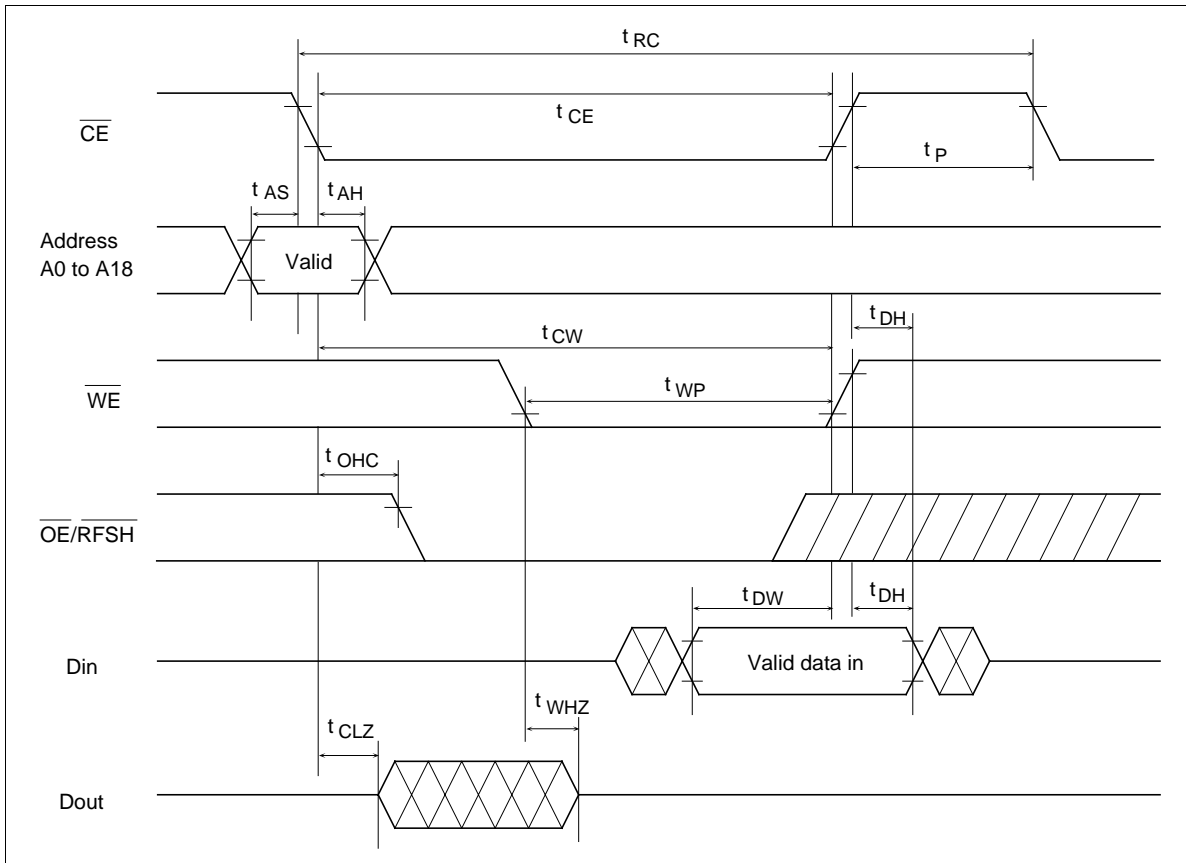 t RC
CE
t CE
t P
t AS
t AH
Address
A0 to A18
Valid
t DH
t CW
WE
t WP
t OHC
OE/RFSH
t DW
t DH
Din
Valid data in
t WHZ
t CLZ
Dout